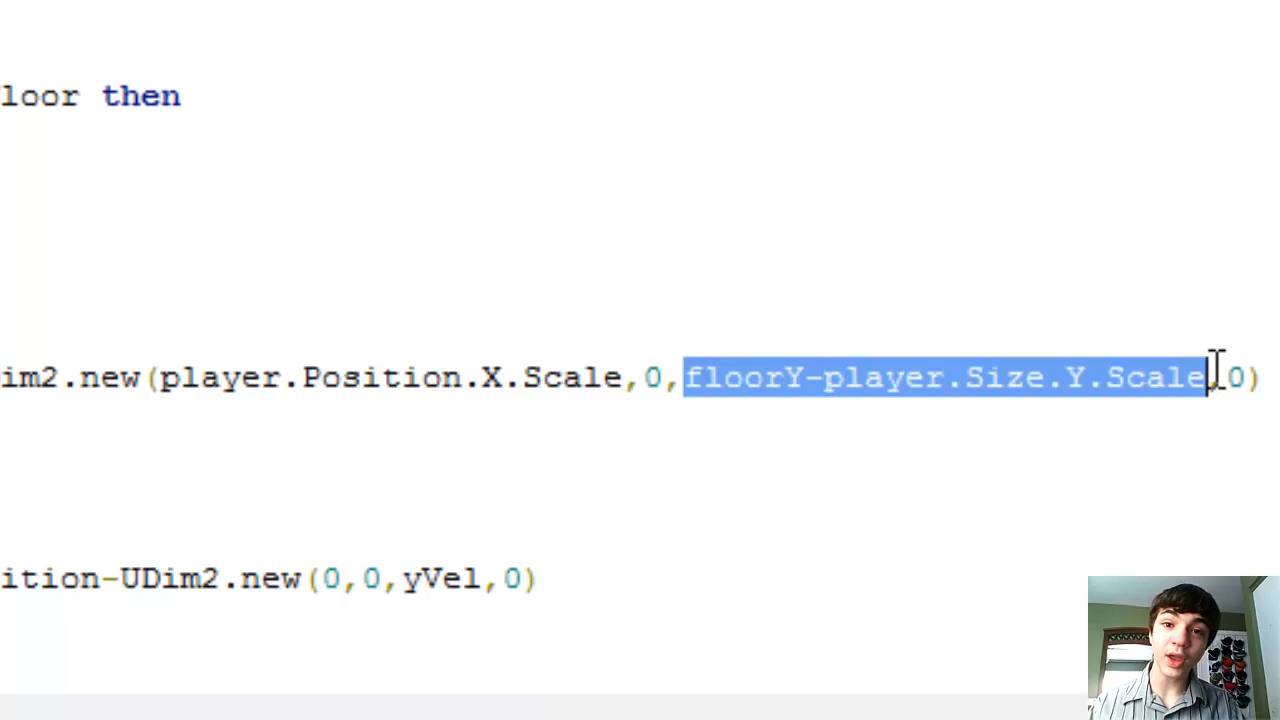 loor then
im2.new(player.Position.X.Scale,0,floorY-player.Size.Y.Scale,0)
ition-UDim2.new(0,0,yVel,0)